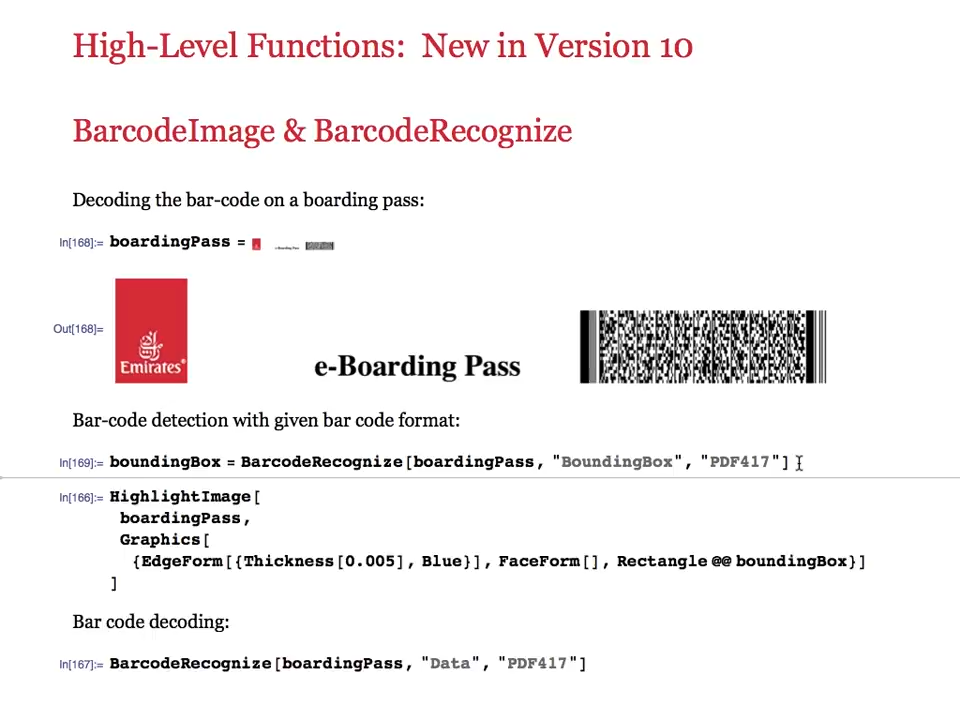 High-Level Functions: New in Version 10
BarcodeImage & BarcodeRecognize
Decoding the bar-code on a boarding pass:
In[168]:= boardingPass = e-Boarding Pass
Out[168]=
Emirates®
e-Boarding Pass
Bar-code detection with given bar code format:
In[169]:= boundingBox = BarcodeRecognize[boardingPass, "BoundingBox", "PDF417"]
In[166]:= HighlightImage[
boardingPass,
Graphics[
{EdgeForm[{Thickness[0.005], Blue}], FaceForm[], Rectangle @@ boundingBox}]
]
Bar code decoding:
In[167]:= BarcodeRecognize[boardingPass, "Data", "PDF417"]